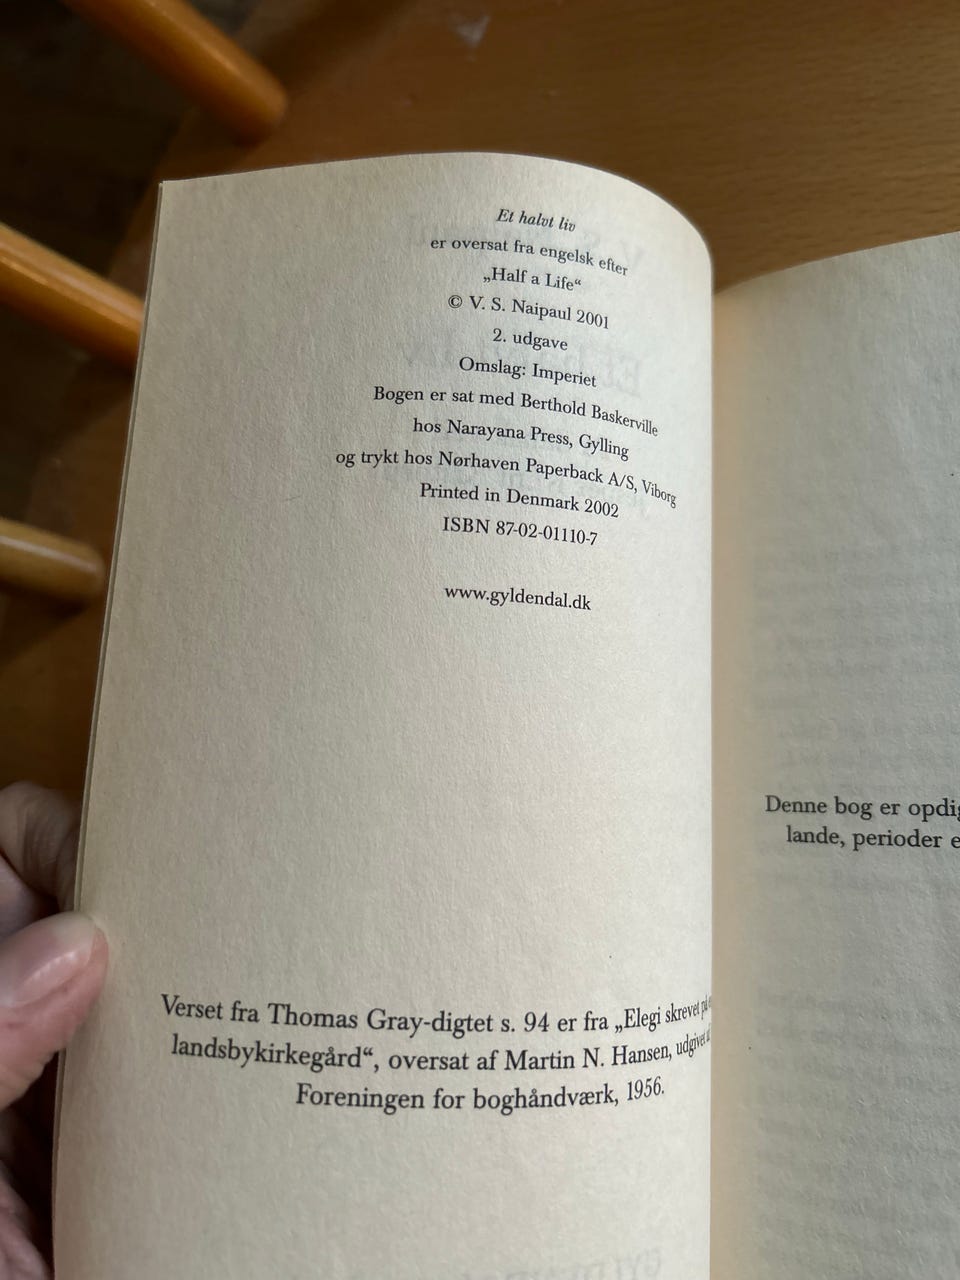 Et halvt liv
er oversat fra engelsk efter
„Half a Life“
© V. S. Naipaul 2001
2. udgave
Omslag: Imperiet
Bogen er sat med Berthold Baskerville
hos Narayana Press, Gylling
og trykt hos Nørhaven Paperback A/S, Viborg
Printed in Denmark 2002
ISBN 87-02-01110-7
www.gyldendal.dk
Verset fra Thomas Gray-digtet s. 94 er fra „Elegi skrevet på
landsbykirkegård“, oversat af Martin N. Hansen, udgivet
Foreningen for boghåndværk, 1956.
Denne bog er
lande, perioder